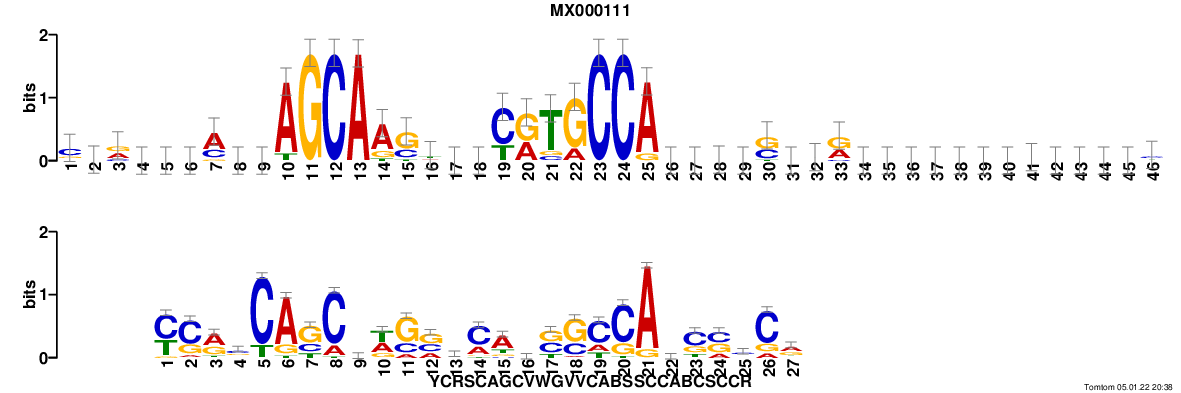 MX000111
bits
2
1
0
1 2 3 4 5 6 7 8 9 10 11 12 13 14 15 16 17 18 19 20 21 22 23 24 25 26 27 28 29 30 31 32 33 34 35 36 37 38 39 40 41 42 43 44 45 46
bits
2
1
0
1 2 3 4 5 6 7 8 9 10 11 12 13 14 15 16 17 18 19 20 21 22 23 24 25 26 27
YCRSCAGCVWGVVCABSSCCABCSCCR
Tomtom 05.01.22 20:38